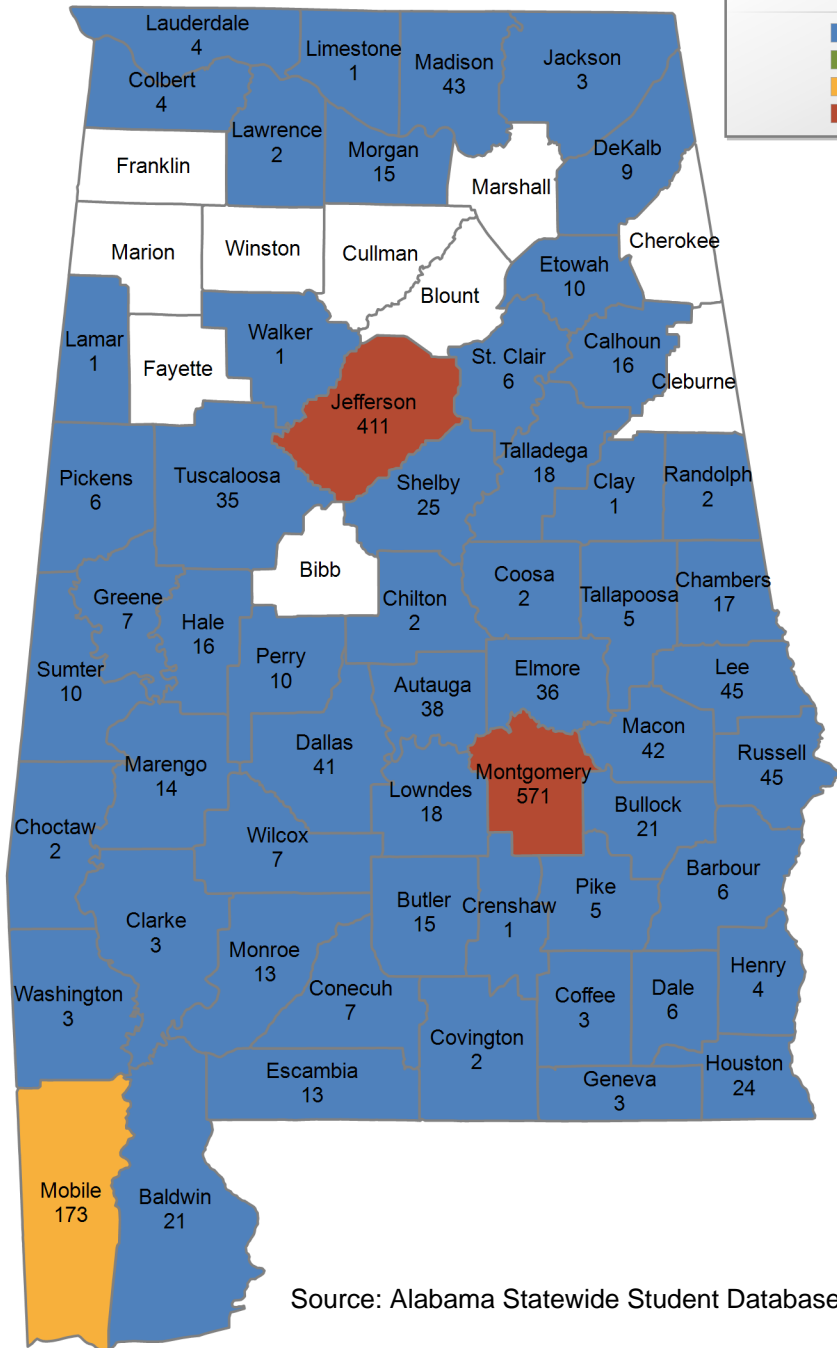 Lauderdale
4
Limestone
1
Madison
43
Jackson
3
Colbert
4
Lawrence
2
Morgan
15
DeKalb
9
Franklin
Marshall
Marion
Winston
Cullman
Cherokee
Etowah
10
Blount
Lamar
1
Walker
1
Fayette
St. Clair
6
Calhoun
16
Cleburne
Jefferson
411
Pickens
6
Tuscaloosa
35
Shelby
25
Talladega
18
Clay
1
Randolph
2
Bibb
Greene
7
Hale
16
Chilton
2
Coosa
2
Tallapoosa
5
Chambers
17
Sumter
10
Perry
10
Autauga
38
Elmore
36
Lee
45
Marengo
14
Dallas
41
Lowndes
18
Montgomery
571
Macon
42
Russell
45
Bullock
21
Choctaw
2
Wilcox
7
Butler
15
Crenshaw
1
Pike
5
Barbour
6
Clarke
3
Monroe
13
Conecuh
7
Washington
3
Covington
2
Coffee
3
Dale
6
Henry
4
Escambia
13
Geneva
3
Houston
24
Mobile
173
Baldwin
21
Source: Alabama Statewide Student Database